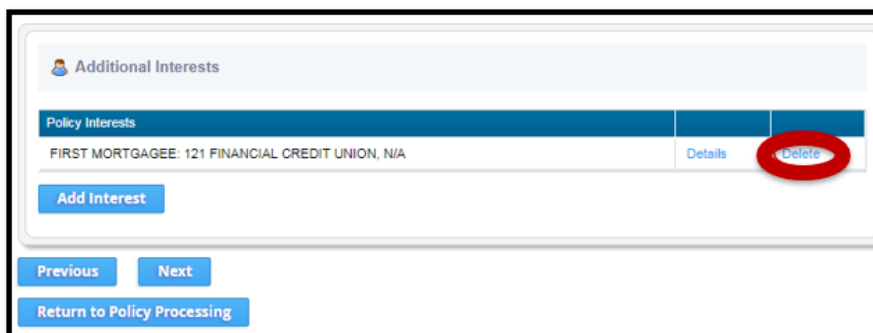 Additional Interests
Policy Interests
FIRST MORTGAGEE: 121 FINANCIAL CREDIT UNION, N/A Details Delete
Add Interest
Previous Next
Return to Policy Processing